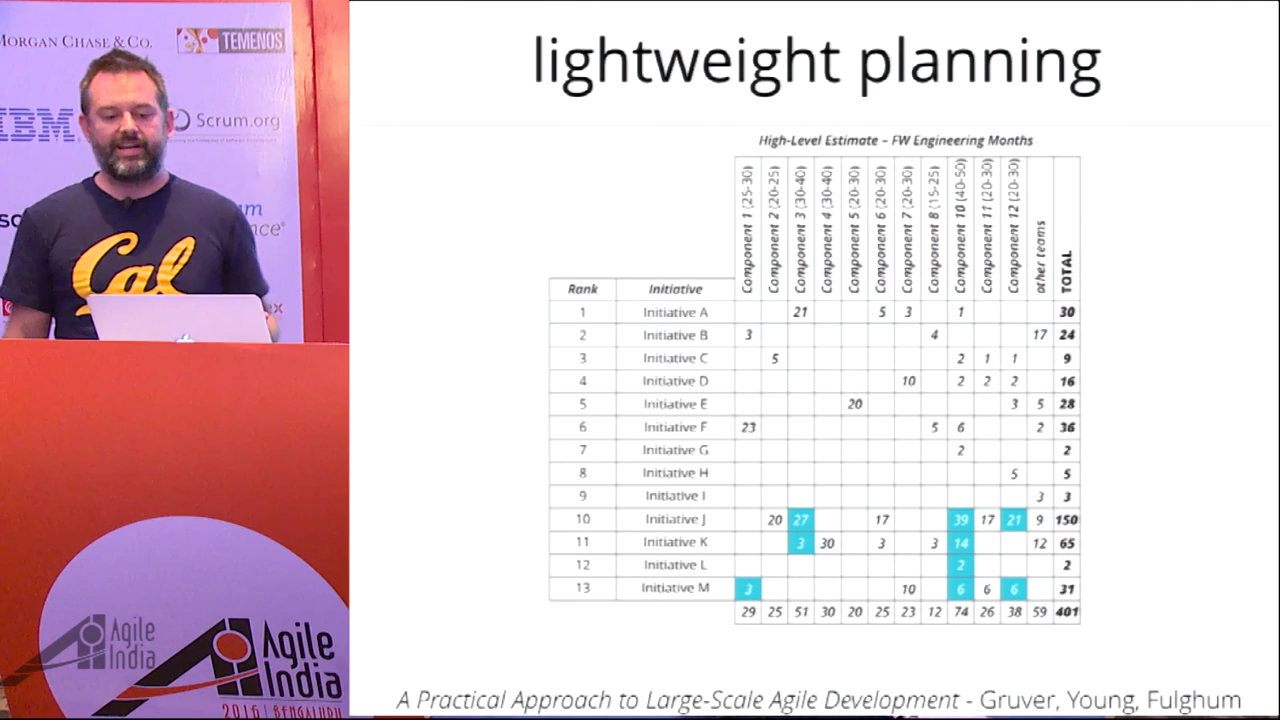 MORGAN CHASE & CO.
TEMENOS
IBM
Scrum.org
Cal
Agile
India
Agile
India
2016 | BENGALURU
lightweight planning
High-Level Estimate – FW Engineering Months
Rank Initiative Component 1 (25-30) Component 2 (20-25) Component 3 (30-40) Component 4 (30-40) Component 5 (20-30) Component 6 (20-30) Component 7 (20-30) Component 8 (15-25) Component 10 (40-50) Component 11 (20-30) Component 12 (20-30) other teams TOTAL
1 Initiative A 21 5 3 1 30
2 Initiative B 3 4 17 24
3 Initiative C 5 2 1 1 9
4 Initiative D 10 2 2 2 16
5 Initiative E 20 3 5 28
6 Initiative F 23 5 6 2 36
7 Initiative G 2 2
8 Initiative H 5 5
9 Initiative I 3 3
10 Initiative J 20 27 17 39 17 21 9 150
11 Initiative K 3 30 3 3 14 12 65
12 Initiative L 2 2
13 Initiative M 3 10 6 6 6 31
29 25 51 30 20 25 23 12 74 26 38 59 401
A Practical Approach to Large-Scale Agile Development - Gruver, Young, Fulghum